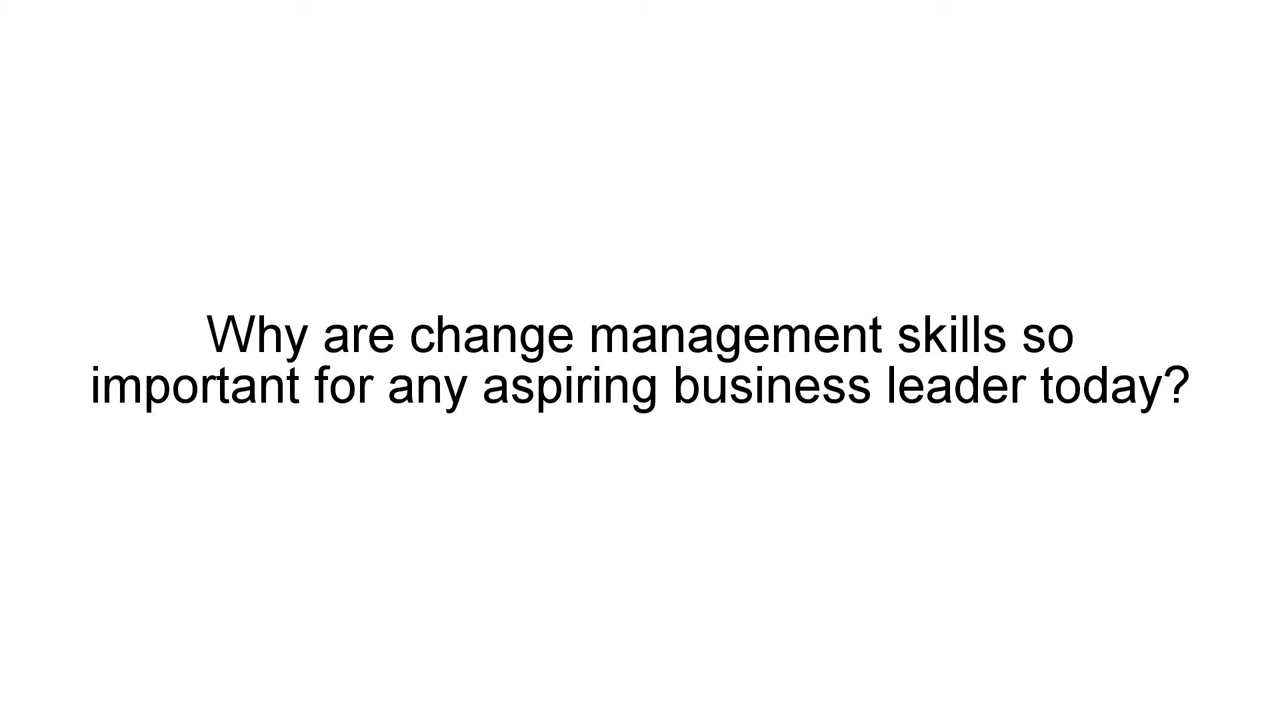 Why are change management skills so
important for any aspiring business leader today?